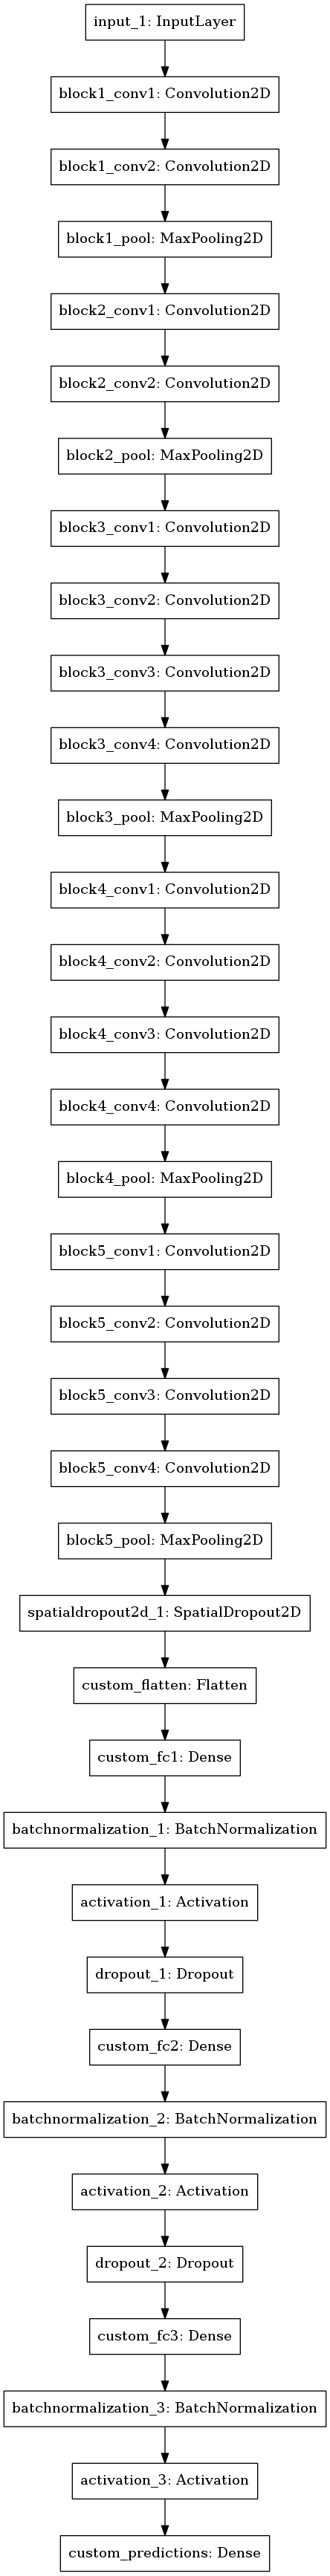 input_1: InputLayer
block1_conv1: Convolution2D
block1_conv2: Convolution2D
block1_pool: MaxPooling2D
block2_conv1: Convolution2D
block2_conv2: Convolution2D
block2_pool: MaxPooling2D
block3_conv1: Convolution2D
block3_conv2: Convolution2D
block3_conv3: Convolution2D
block3_conv4: Convolution2D
block3_pool: MaxPooling2D
block4_conv1: Convolution2D
block4_conv2: Convolution2D
block4_conv3: Convolution2D
block4_conv4: Convolution2D
block4_pool: MaxPooling2D
block5_conv1: Convolution2D
block5_conv2: Convolution2D
block5_conv3: Convolution2D
block5_conv4: Convolution2D
block5_pool: MaxPooling2D
spatialdropout2d_1: SpatialDropout2D
custom_flatten: Flatten
custom_fc1: Dense
batchnormalization_1: BatchNormalization
activation_1: Activation
dropout_1: Dropout
custom_fc2: Dense
batchnormalization_2: BatchNormalization
activation_2: Activation
dropout_2: Dropout
custom_fc3: Dense
batchnormalization_3: BatchNormalization
activation_3: Activation
custom_predictions: Dense